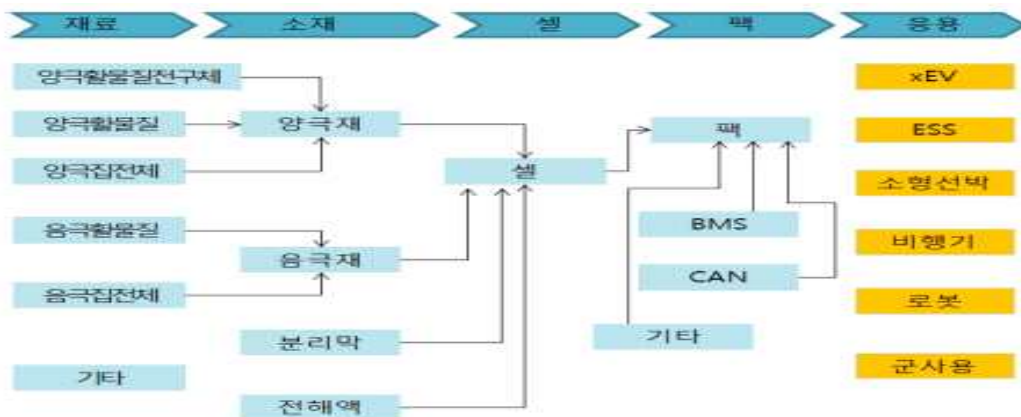 재료 소재 셀 팩 응용
양극활물질전구체
양극활물질
양극집전체
음극활물질
음극집전체
기타
양극재
음극재
분리막
전해액
셀
팩
BMS
CAN
기타
xEV
ESS
소형선박
비행기
로봇
군사용